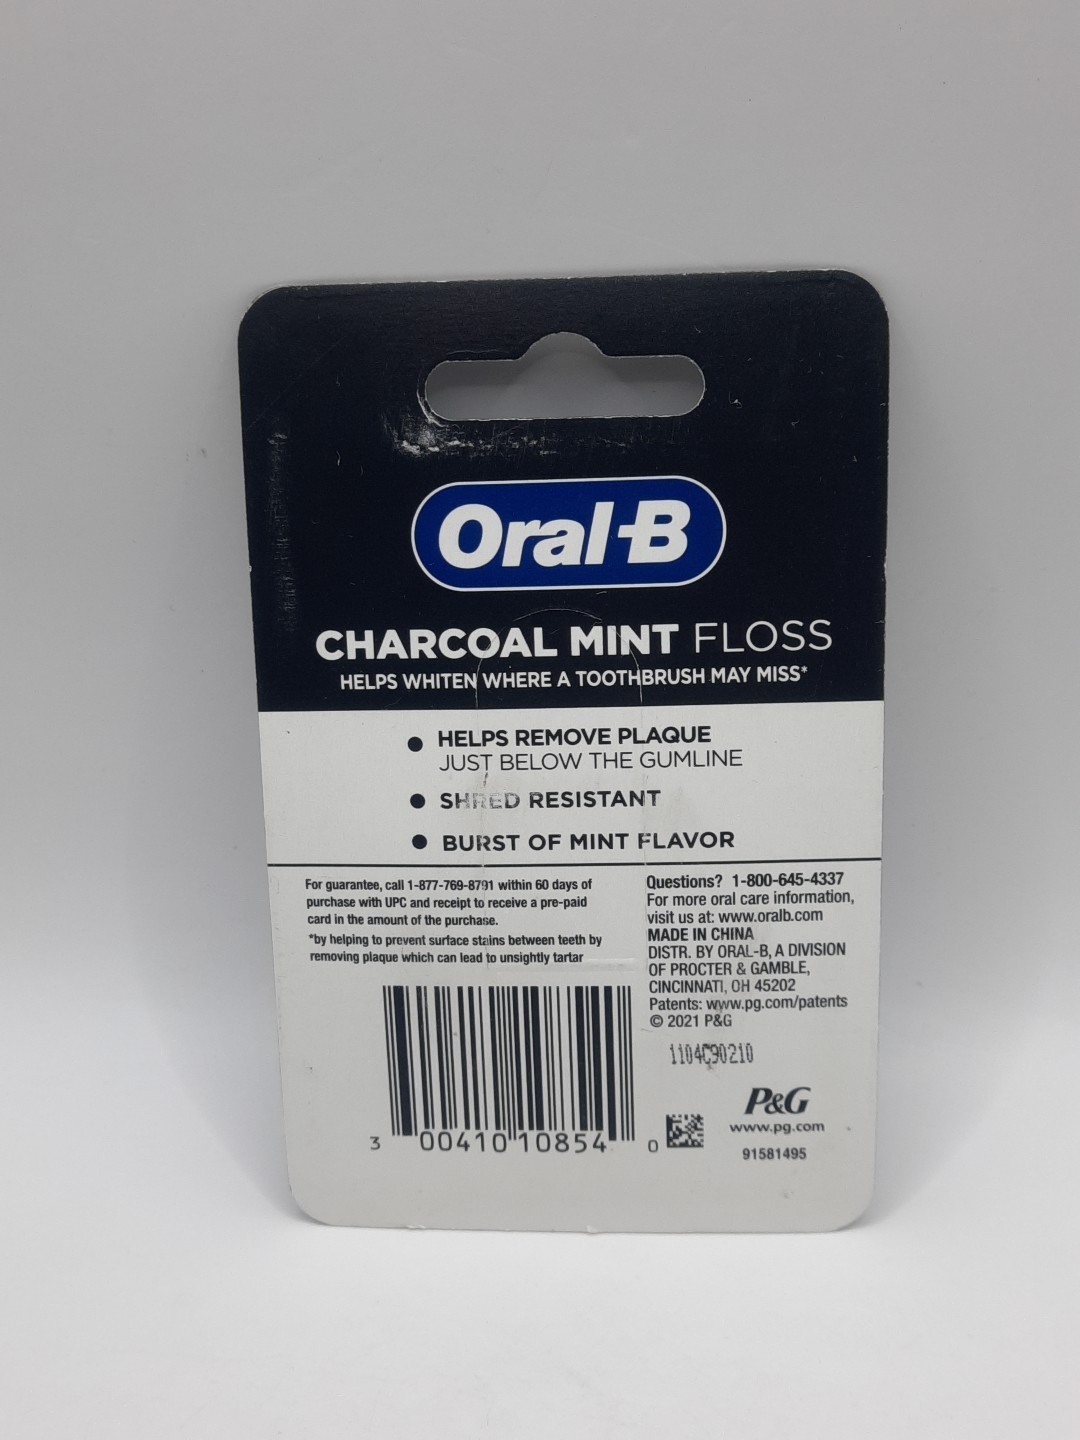 Oral-B
CHARCOAL MINT FLOSS
HELPS WHITEN WHERE A TOOTHBRUSH MAY MISS*
● HELPS REMOVE PLAQUE
JUST BELOW THE GUMLINE
● SHRED RESISTANT
● BURST OF MINT FLAVOR
For guarantee, call 1-877-769-8791 within 60 days of
purchase with UPC and receipt to receive a pre-paid
card in the amount of the purchase.
*by helping to prevent surface stains between teeth by
removing plaque which can lead to unsightly tartar
Questions? 1-800-645-4337
For more oral care information,
visit us at: www.oralb.com
MADE IN CHINA
DISTR. BY ORAL-B, A DIVISION
OF PROCTER & GAMBLE,
CINCINNATI, OH 45202
Patents: www.pg.com/patents
© 2021 P&G
1104C90210
3 00410 10854 0
P&G
www.pg.com
91581495